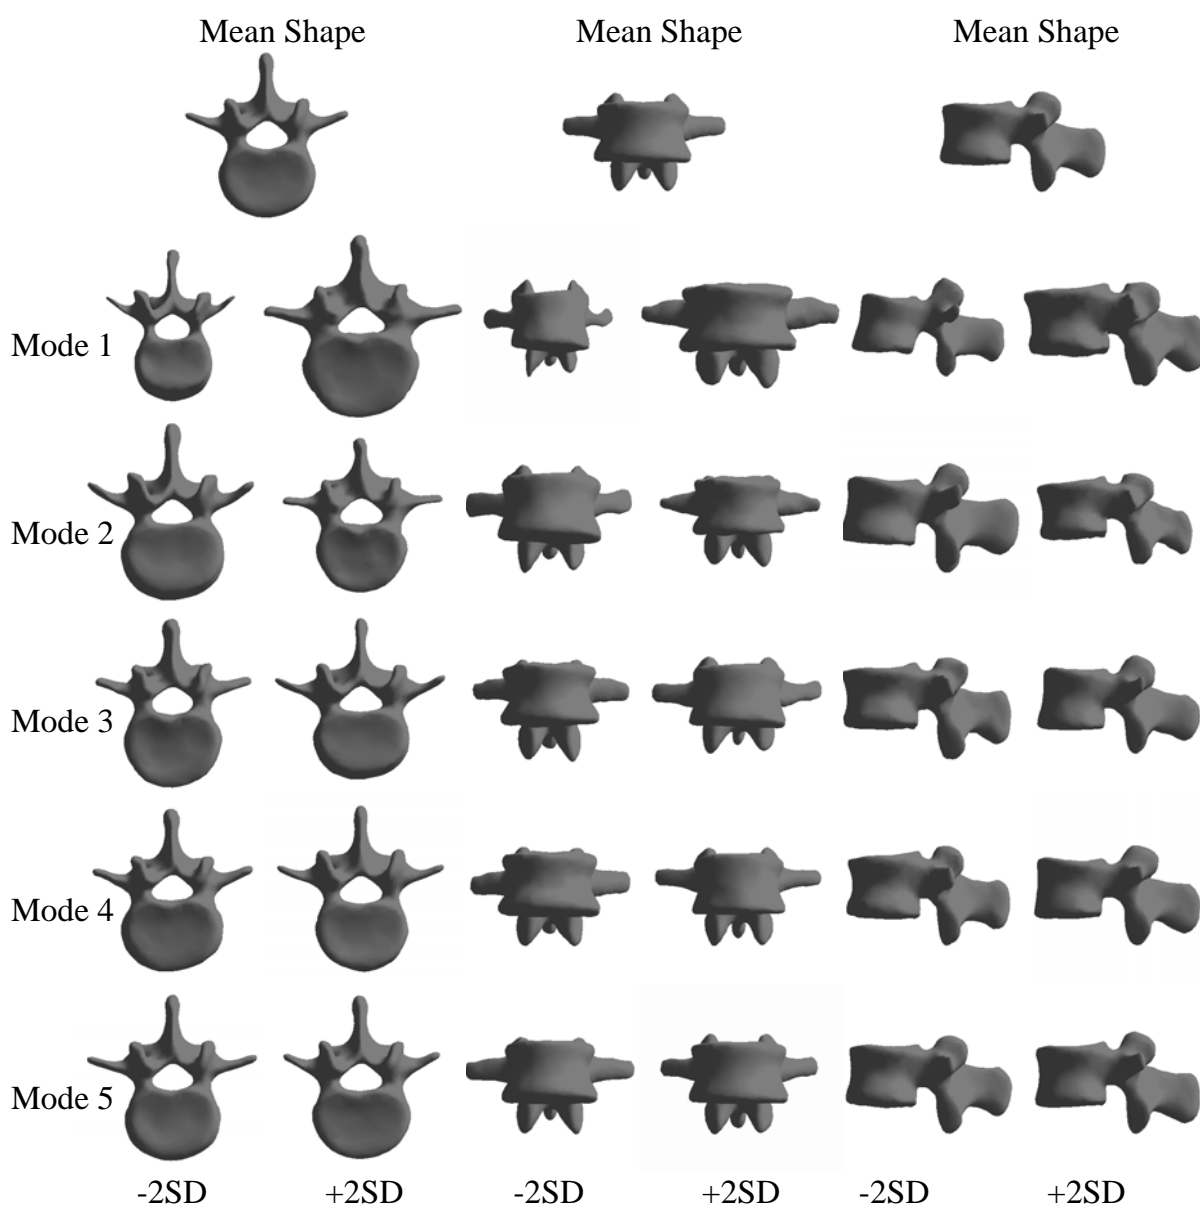 Mean Shape Mean Shape Mean Shape
Mode 1
Mode 2
Mode 3
Mode 4
Mode 5
-2SD +2SD -2SD +2SD -2SD +2SD